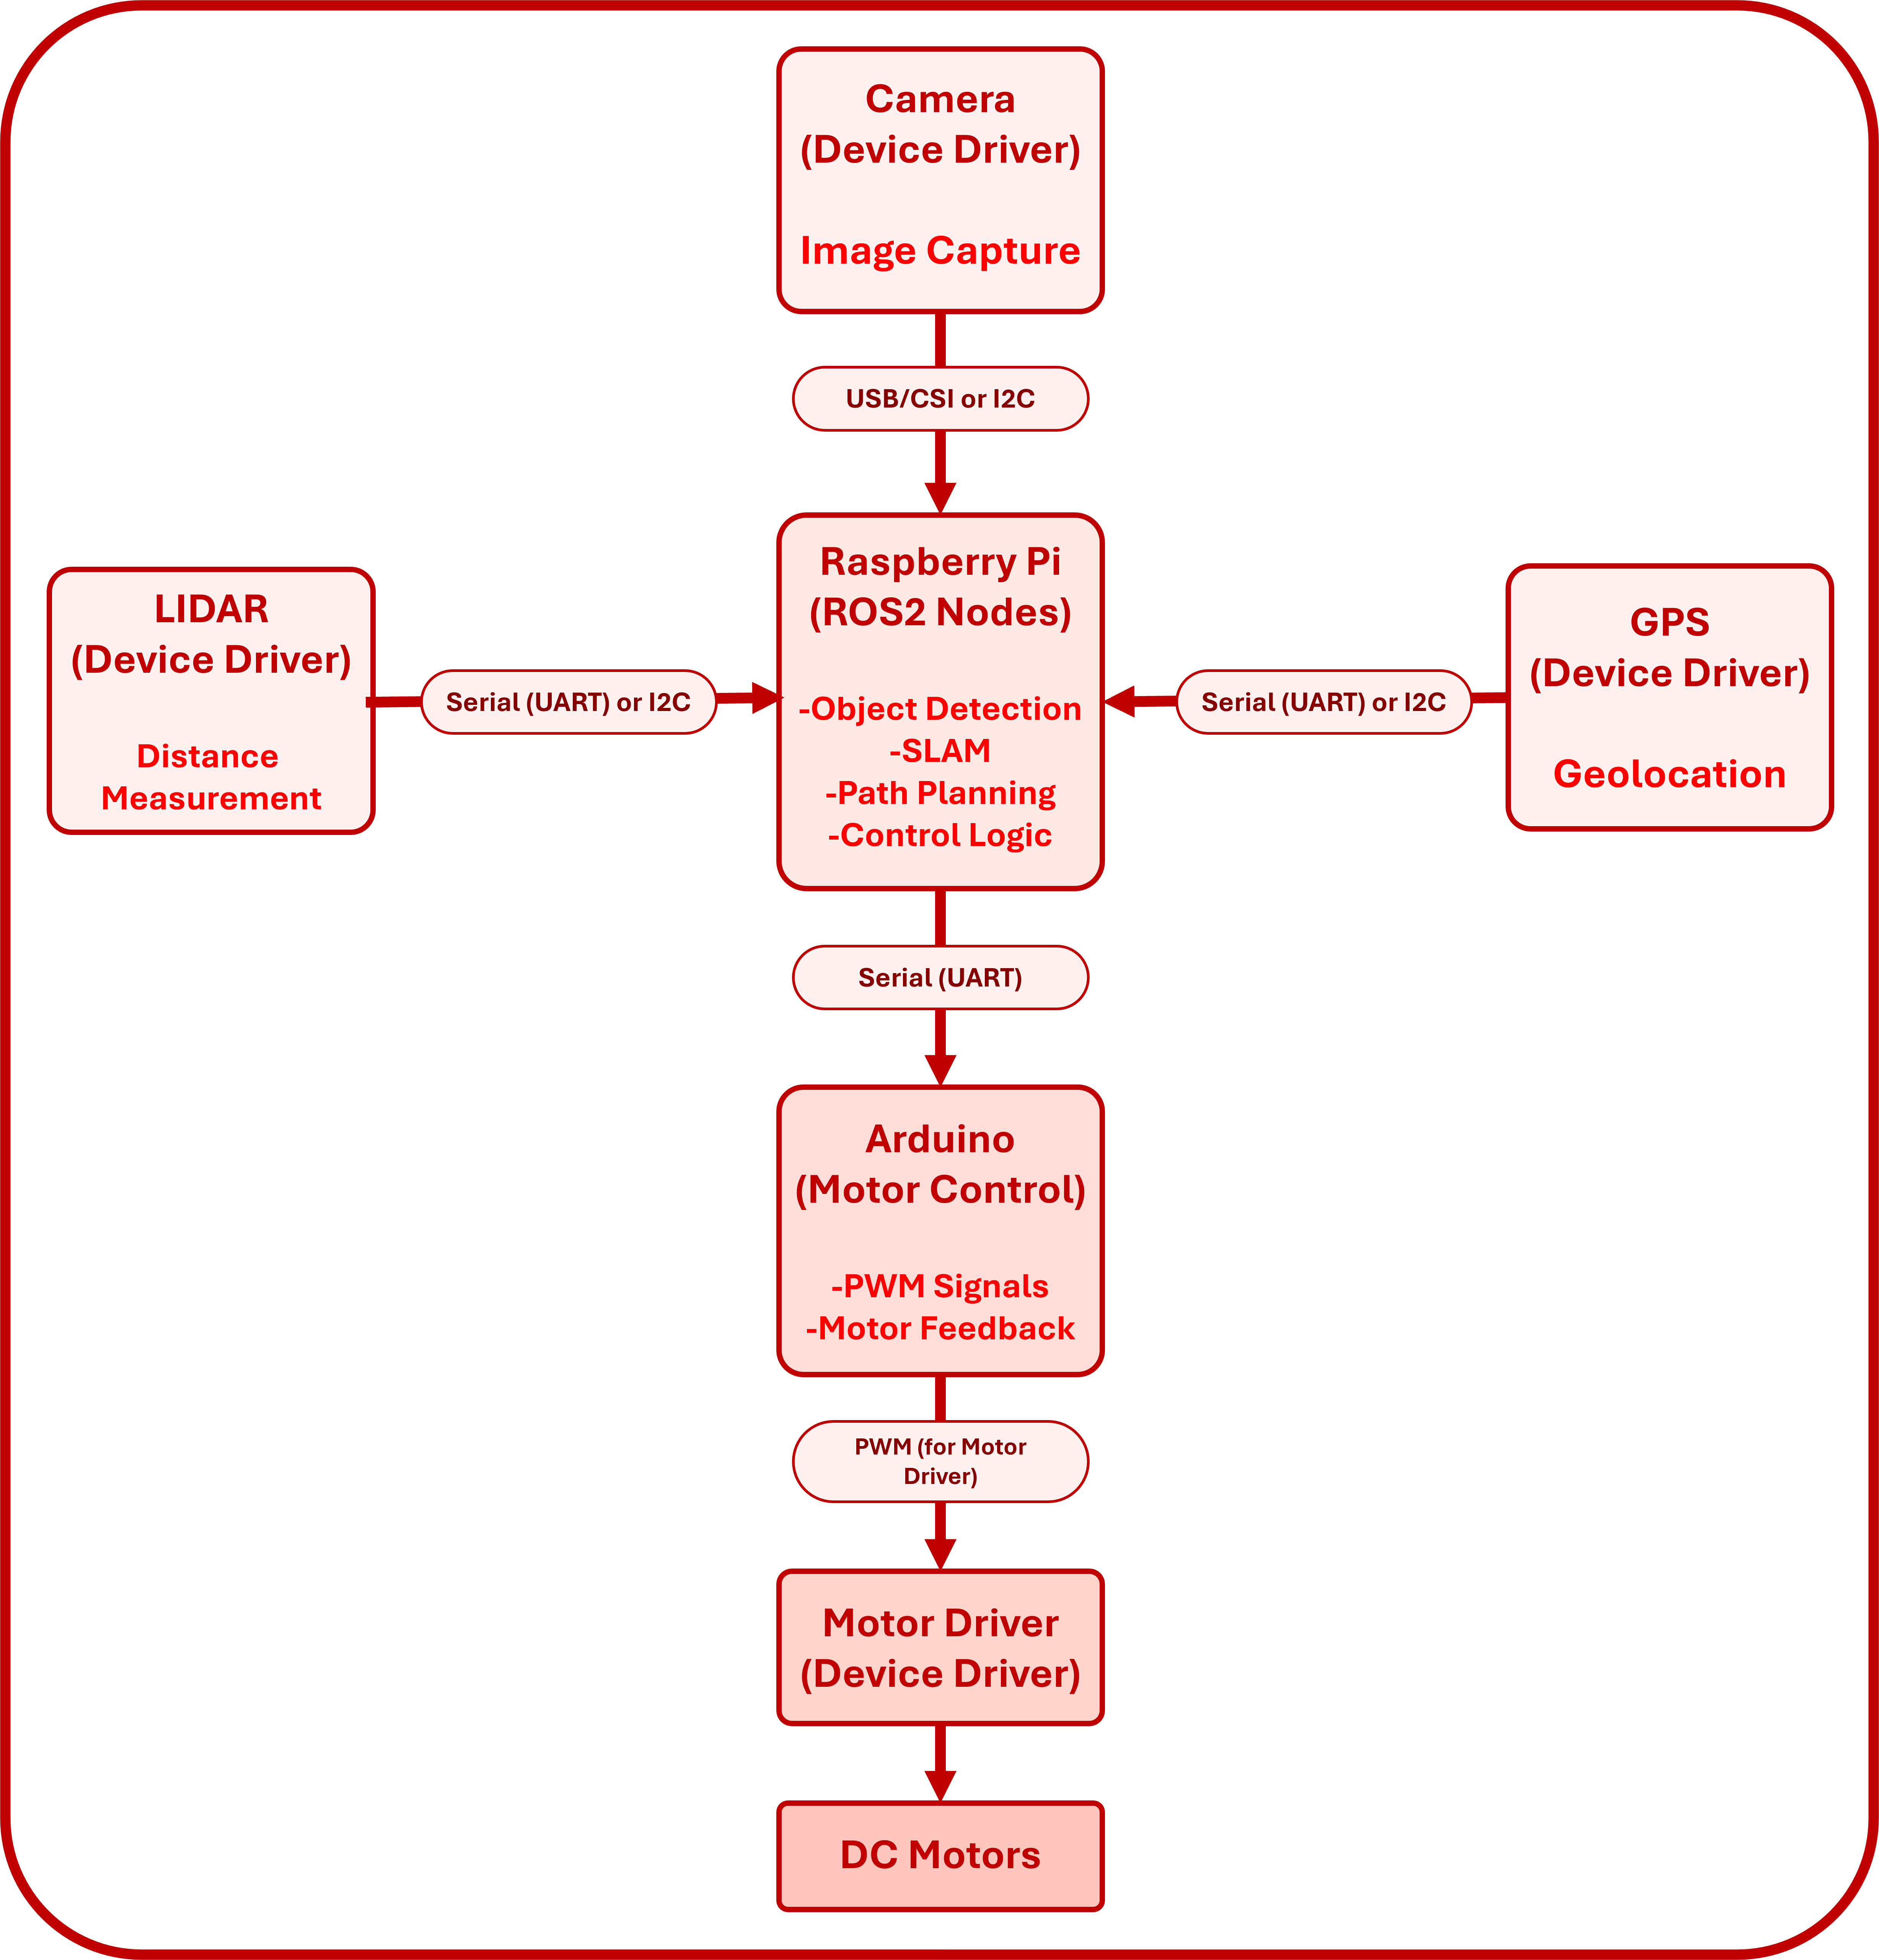 Camera
(Device Driver)
Image Capture
USB/CSI or I2C
LIDAR
(Device Driver)
Distance
Measurement
Serial (UART) or I2C
Raspberry Pi
(ROS2 Nodes)
-Object Detection
-SLAM
-Path Planning
-Control Logic
Serial (UART) or I2C
GPS
(Device Driver)
Geolocation
Serial (UART)
Arduino
(Motor Control)
-PWM Signals
-Motor Feedback
PWM (for Motor
Driver)
Motor Driver
(Device Driver)
DC Motors